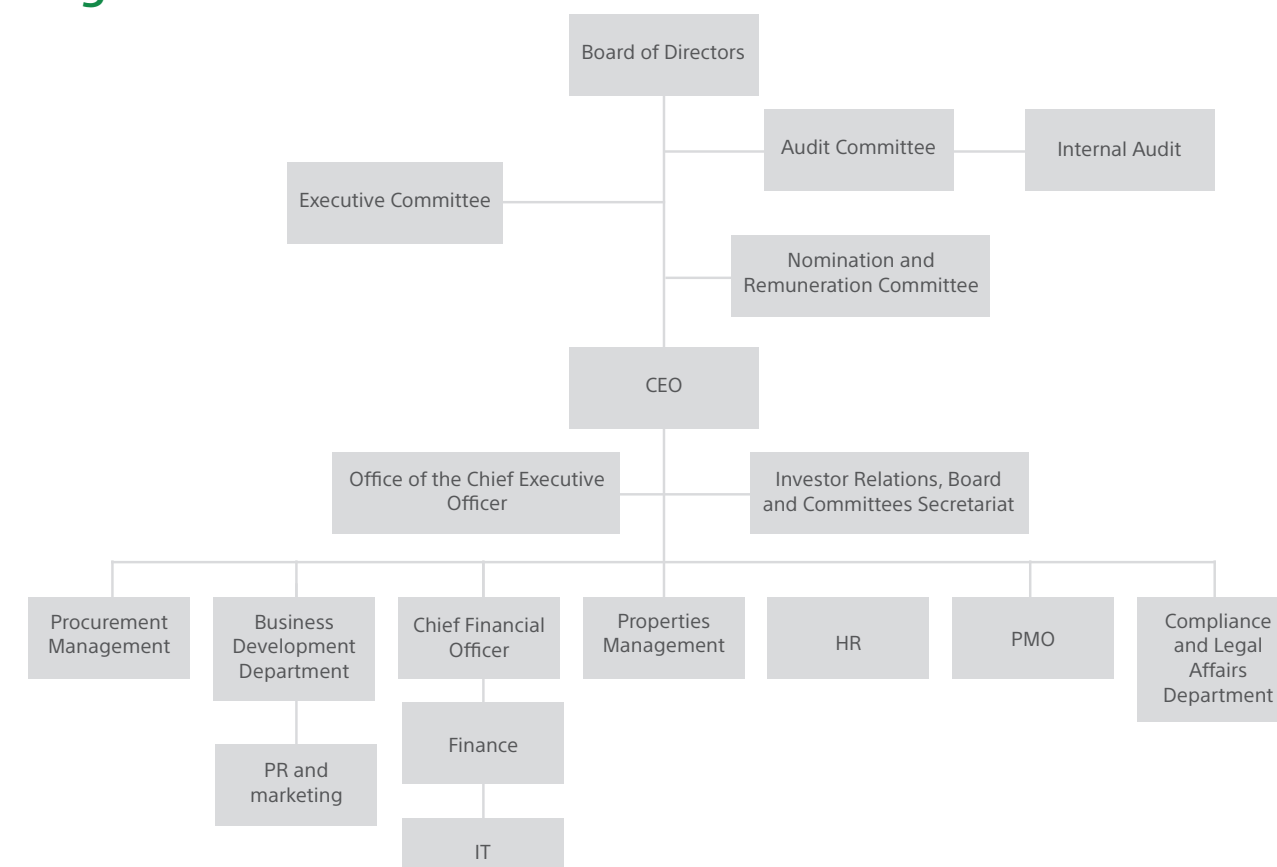 Board of Directors
Audit Committee
Internal Audit
Executive Committee
Nomination and
Remuneration Committee
CEO
Office of the Chief Executive
Officer
Investor Relations, Board
and Committees Secretariat
Procurement
Management
Business
Development
Department
Chief Financial
Officer
Properties
Management
HR
PMO
Compliance
and Legal
Affairs
Department
Finance
PR and
marketing
IT